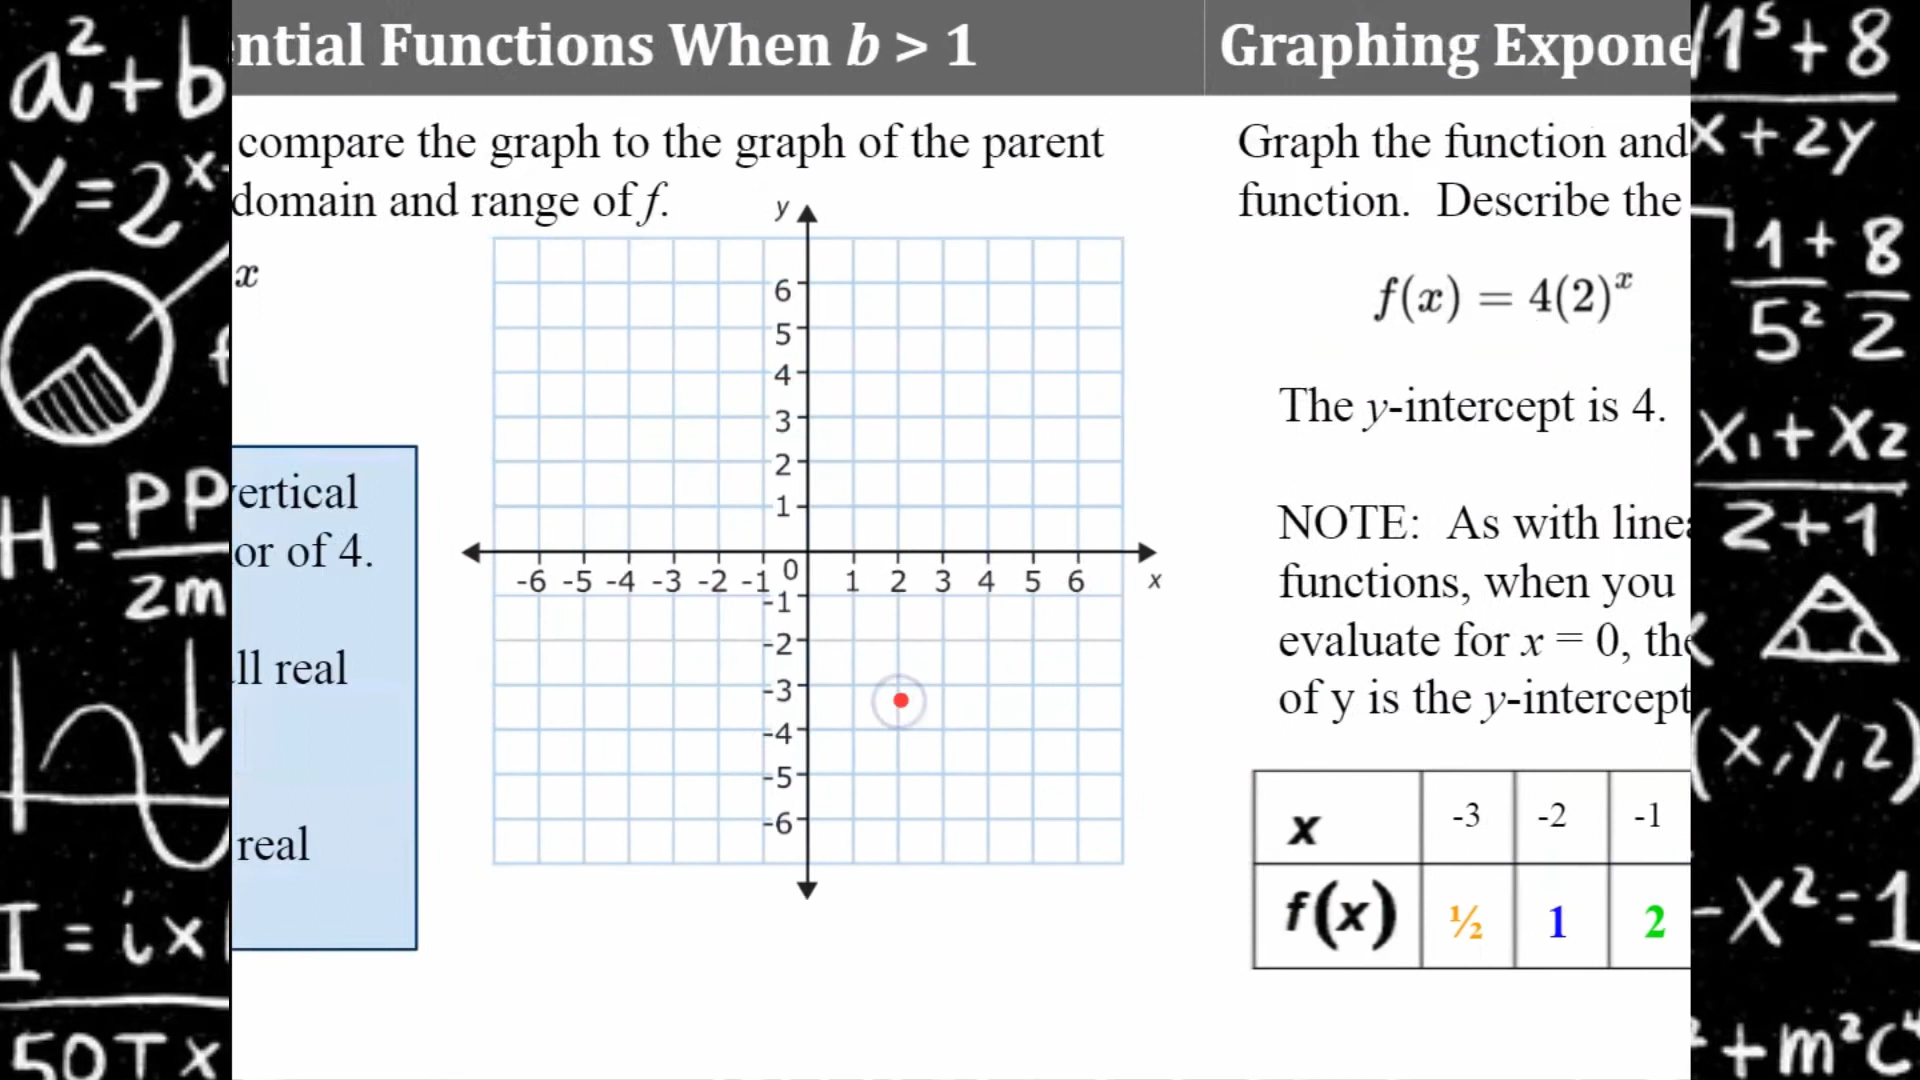 ntial Functions When b > 1
compare the graph to the graph of the parent
domain and range of f.
x
ertical
or of 4.
ll real
real
y
6
5
4
3
2
1
-6 -5 -4 -3 -2 -1 0 1 2 3 4 5 6 x
-1
-2
-3
-4
-5
-6
Graphing Expone
Graph the function and
function. Describe the
f(x) = 4(2)^x
The y-intercept is 4.
NOTE: As with linea
functions, when you
evaluate for x = 0, the
of y is the y-intercept
x -3 -2 -1
f(x) ½ 1 2
a² + b
y = 2^x
H = pp
2m
I = ix
50Tx
1⁵ + 8
x + 2y
1 + 8
5² 2
x₁ + x₂
2 + 1
(x, y, 2)
-x² = 1
+m²c⁴